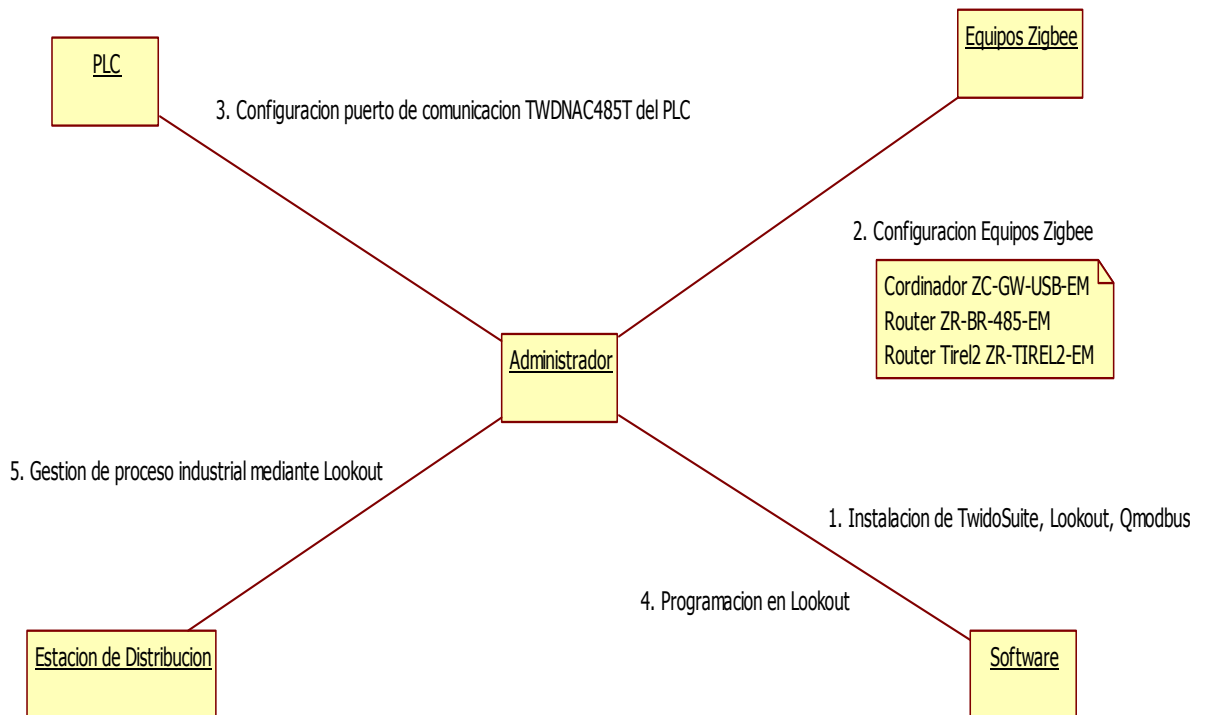 Equipos Zigbee
PLC
3. Configuracion puerto de comunicacion TWDNAC485T del PLC
2. Configuracion Equipos Zigbee
Cordinador ZC-GW-USB-EM
Router ZR-BR-485-EM
Router Tirel2 ZR-TIREL2-EM
Administrador
5. Gestion de proceso industrial mediante Lookout
1. Instalacion de TwidoSuite, Lookout, Qmodbus
4. Programacion en Lookout
Estacion de Distribucion
Software